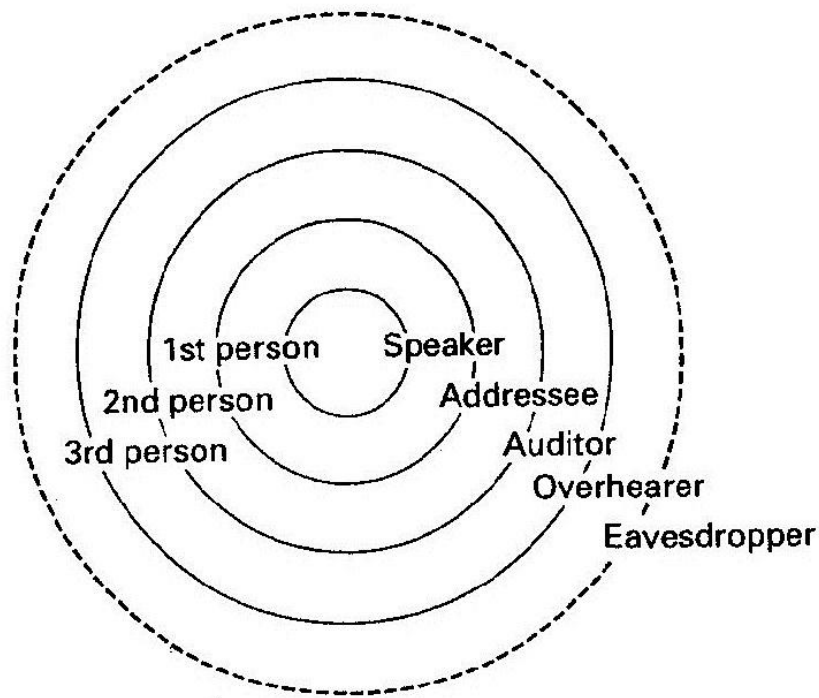 1st person Speaker
2nd person Addressee
3rd person Auditor
Overhearer
Eavesdropper